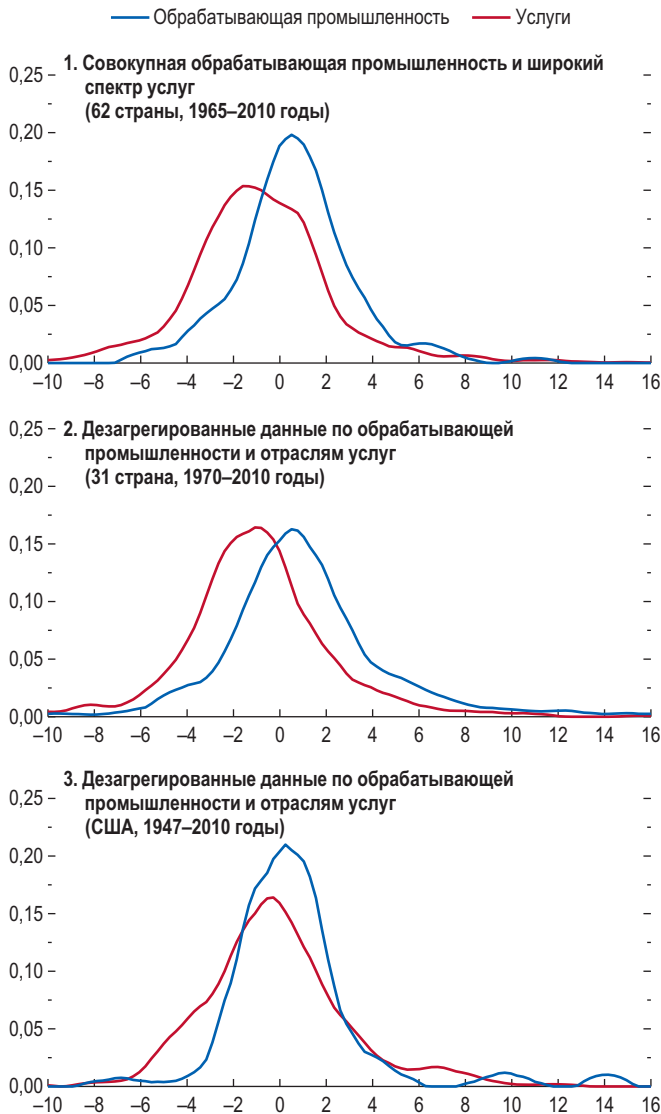 Обрабатывающая промышленность Услуги
1. Совокупная обрабатывающая промышленность и широкий
спектр услуг
(62 страны, 1965–2010 годы)
0,25
0,20
0,15
0,10
0,05
0,00
–10 –8 –6 –4 –2 0 2 4 6 8 10 12 14 16
2. Дезагрегированные данные по обрабатывающей
промышленности и отраслям услуг
(31 страна, 1970–2010 годы)
0,25
0,20
0,15
0,10
0,05
0,00
–10 –8 –6 –4 –2 0 2 4 6 8 10 12 14 16
3. Дезагрегированные данные по обрабатывающей
промышленности и отраслям услуг
(США, 1947–2010 годы)
0,25
0,20
0,15
0,10
0,05
0,00
–10 –8 –6 –4 –2 0 2 4 6 8 10 12 14 16